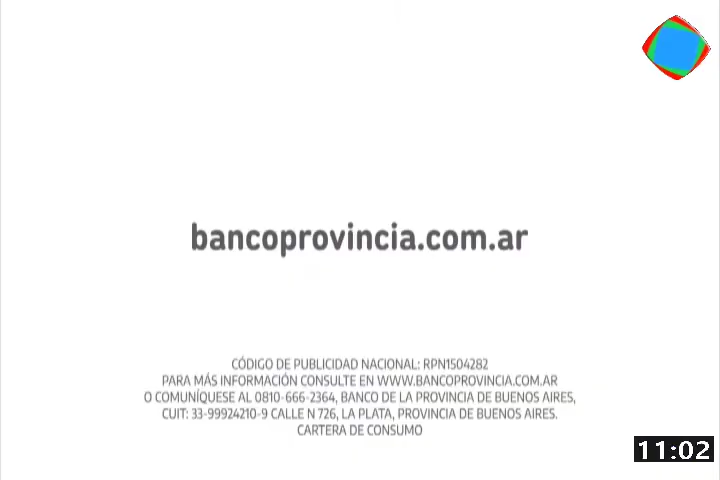 bancoprovincia.com.ar
CÓDIGO DE PUBLICIDAD NACIONAL: RPN1504282
PARA MÁS INFORMACIÓN CONSULTE EN WWW.BANCOPROVINCIA.COM.AR
O COMUNÍQUESE AL 0810-666-2364, BANCO DE LA PROVINCIA DE BUENOS AIRES,
CUIT: 33-99924210-9 CALLE N 726, LA PLATA, PROVINCIA DE BUENOS AIRES.
CARTERA DE CONSUMO
11:02